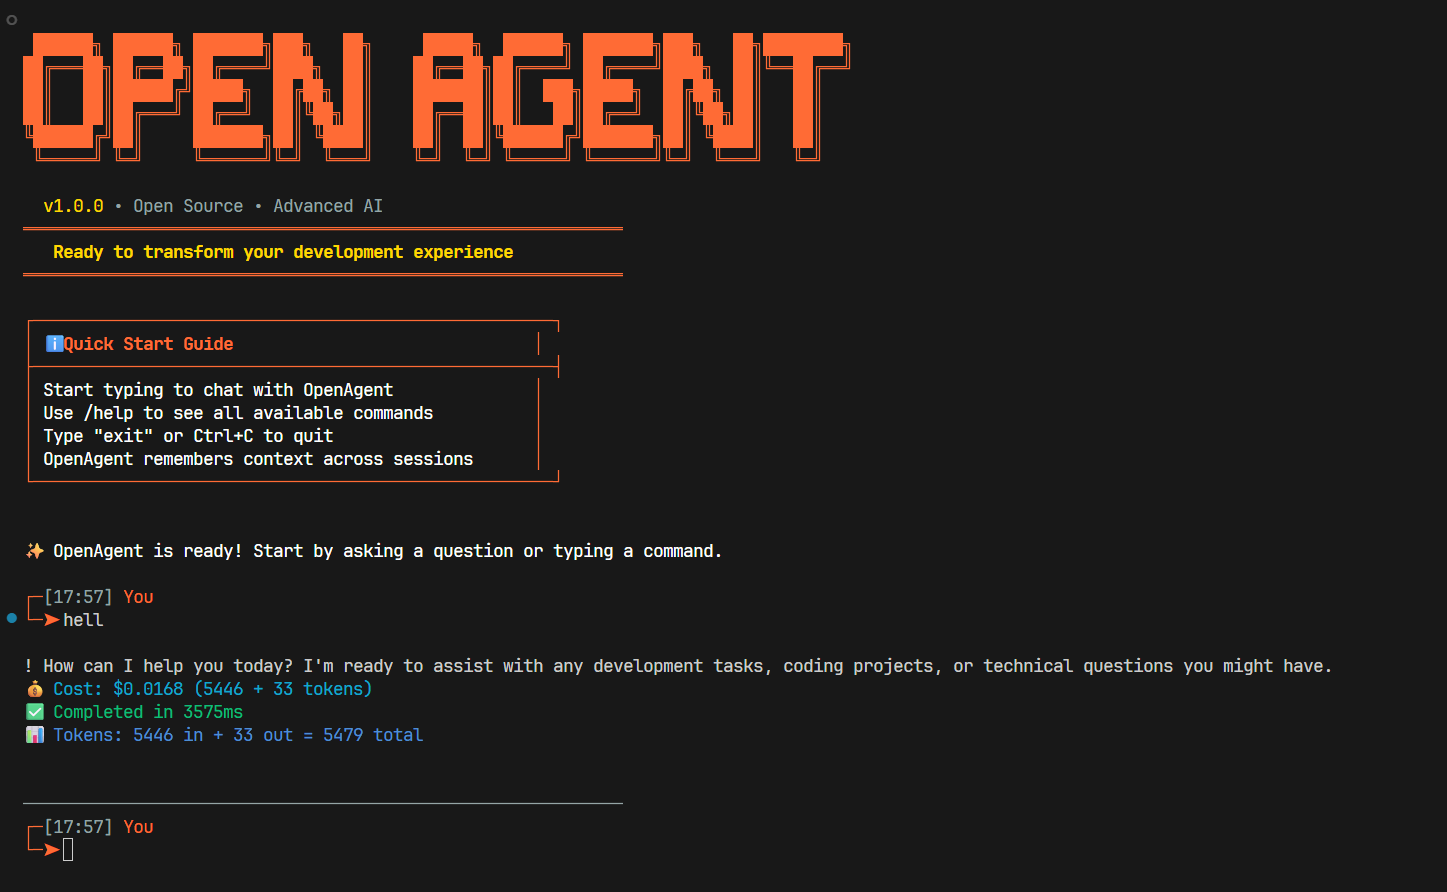 OPEN AGENT
v1.0.0 • Open Source • Advanced AI
Ready to transform your development experience
ℹ️Quick Start Guide
Start typing to chat with OpenAgent
Use /help to see all available commands
Type "exit" or Ctrl+C to quit
OpenAgent remembers context across sessions
✨ OpenAgent is ready! Start by asking a question or typing a command.
[17:57] You
➤hell
! How can I help you today? I'm ready to assist with any development tasks, coding projects, or technical questions you might have.
💰 Cost: $0.0168 (5446 + 33 tokens)
✅ Completed in 3575ms
📊 Tokens: 5446 in + 33 out = 5479 total
[17:57] You
➤